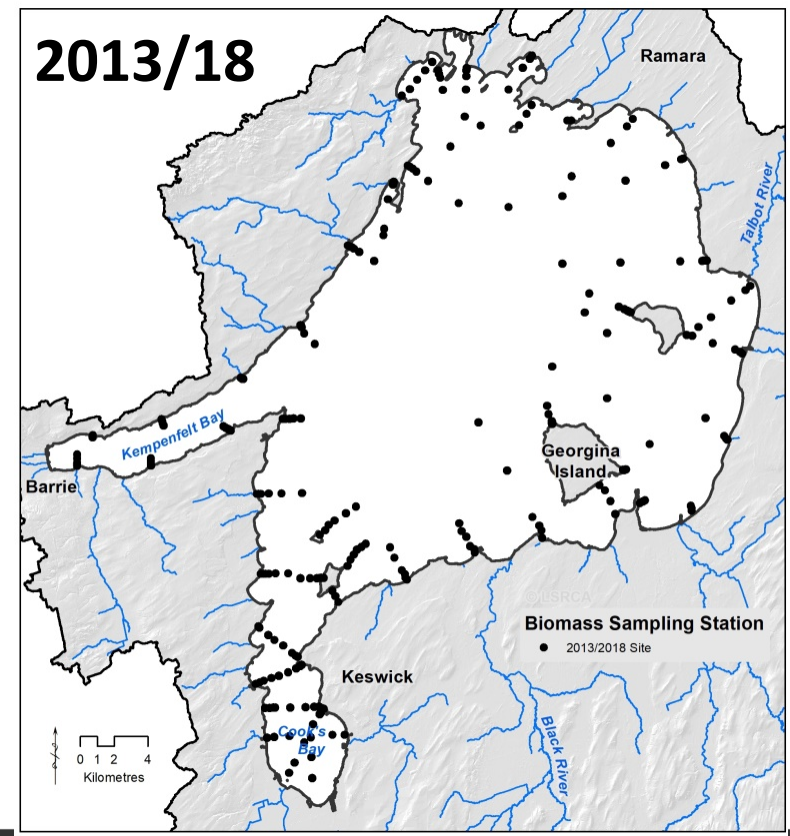 2013/18
Ramara
Talbot River
Kempenfelt Bay
Georgina
Island
Barrie
© LSRCA
Biomass Sampling Station
2013/2018 Site
Keswick
Cook's
Bay
Black River
0 1 2 4
Kilometres